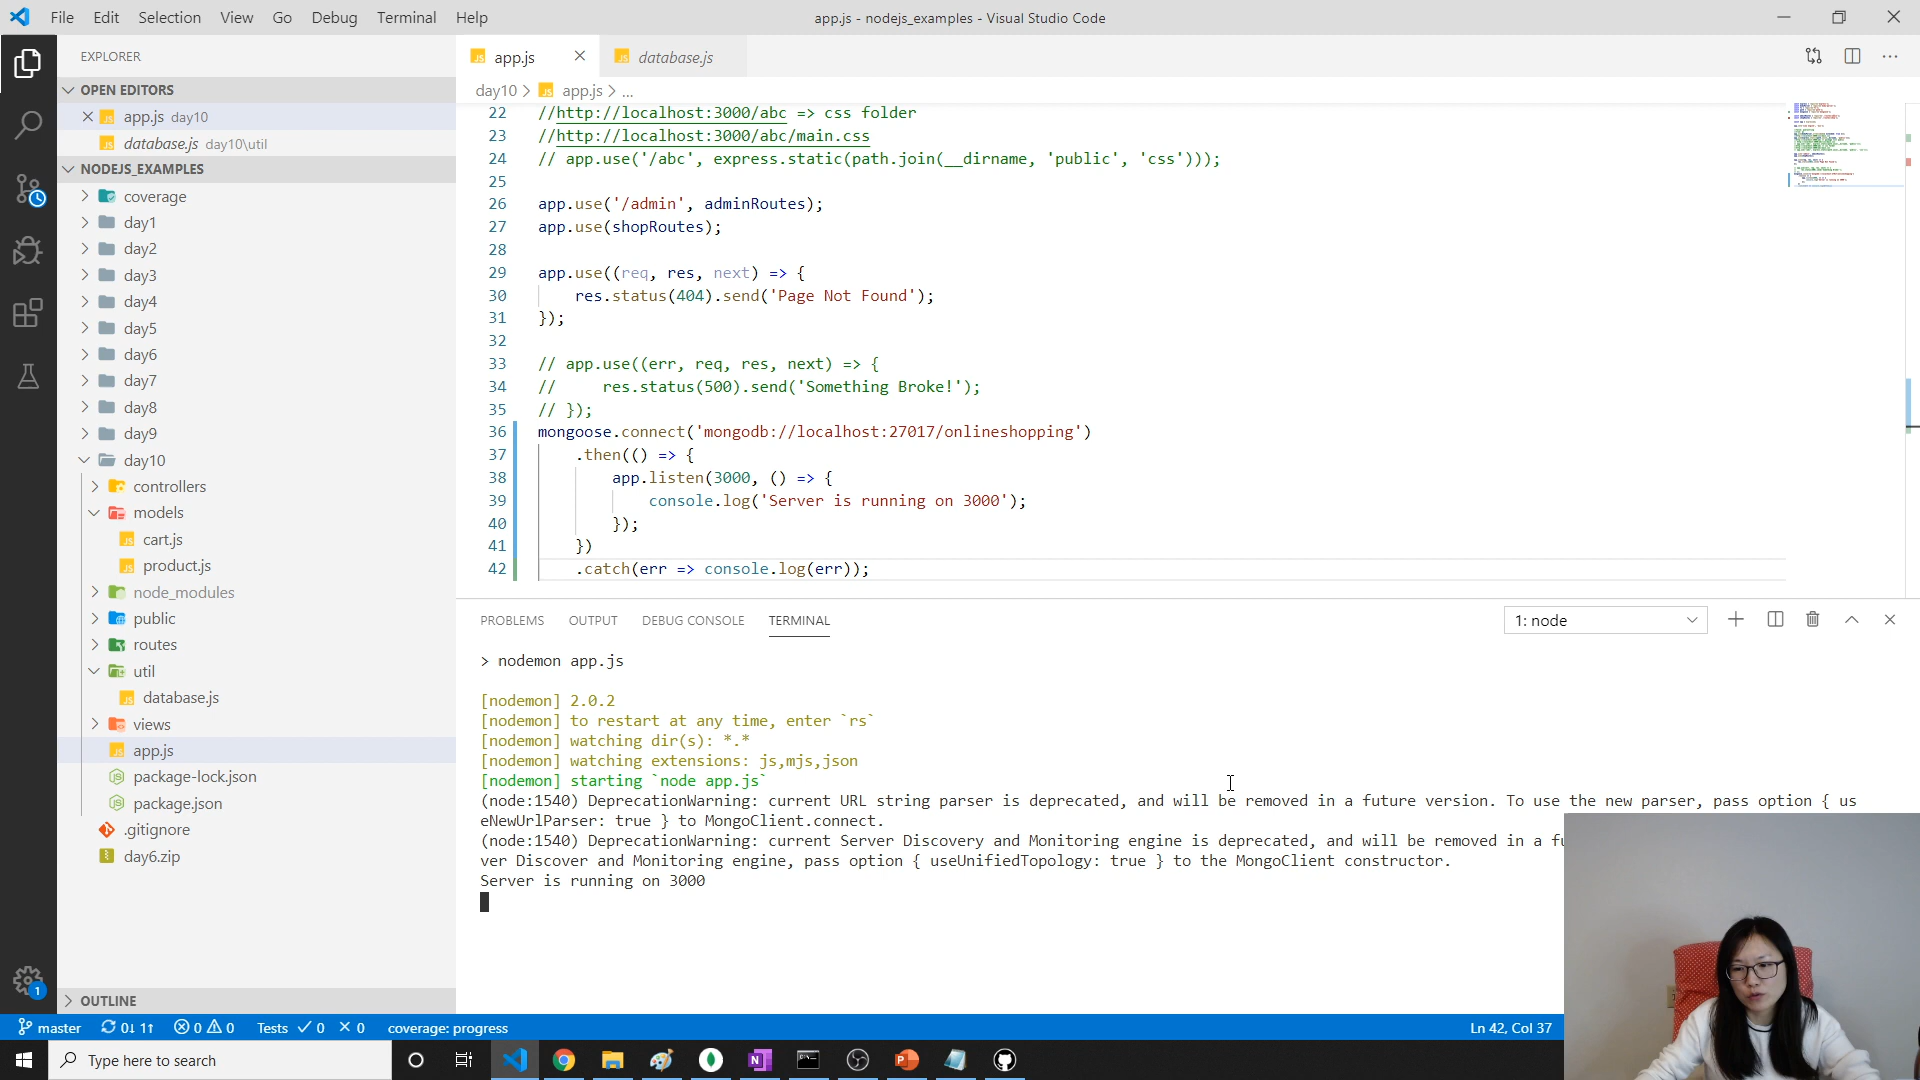 File Edit Selection View Go Debug Terminal Help
app.js - nodejs_examples - Visual Studio Code
EXPLORER
OPEN EDITORS
app.js day10
database.js day10\util
NODEJS_EXAMPLES
coverage
day1
day2
day3
day4
day5
day6
day7
day8
day9
day10
controllers
models
cart.js
product.js
node_modules
public
routes
util
database.js
views
app.js
package-lock.json
package.json
.gitignore
day6.zip
OUTLINE
app.js database.js
day10 > app.js > ...
22 //http://localhost:3000/abc => css folder
23 //http://localhost:3000/abc/main.css
24 // app.use('/abc', express.static(path.join(__dirname, 'public', 'css')));
25
26 app.use('/admin', adminRoutes);
27 app.use(shopRoutes);
28
29 app.use((req, res, next) => {
30 res.status(404).send('Page Not Found');
31 });
32
33 // app.use((err, req, res, next) => {
34 // res.status(500).send('Something Broke!');
35 // });
36 mongoose.connect('mongodb://localhost:27017/onlineshopping')
37 .then(() => {
38 app.listen(3000, () => {
39 console.log('Server is running on 3000');
40 });
41 })
42 .catch(err => console.log(err));
PROBLEMS OUTPUT DEBUG CONSOLE TERMINAL
1: node
> nodemon app.js
[nodemon] 2.0.2
[nodemon] to restart at any time, enter `rs`
[nodemon] watching dir(s): *.*
[nodemon] watching extensions: js,mjs,json
[nodemon] starting `node app.js`
(node:1540) DeprecationWarning: current URL string parser is deprecated, and will be removed in a future version. To use the new parser, pass option { us
eNewUrlParser: true } to MongoClient.connect.
(node:1540) DeprecationWarning: current Server Discovery and Monitoring engine is deprecated, and will be removed in a fu
ver Discover and Monitoring engine, pass option { useUnifiedTopology: true } to the MongoClient constructor.
Server is running on 3000
1
master 0↓ 1↑ 0 0 Tests ✓ 0 ✕ 0 coverage: progress
Ln 42, Col 37
Type here to search